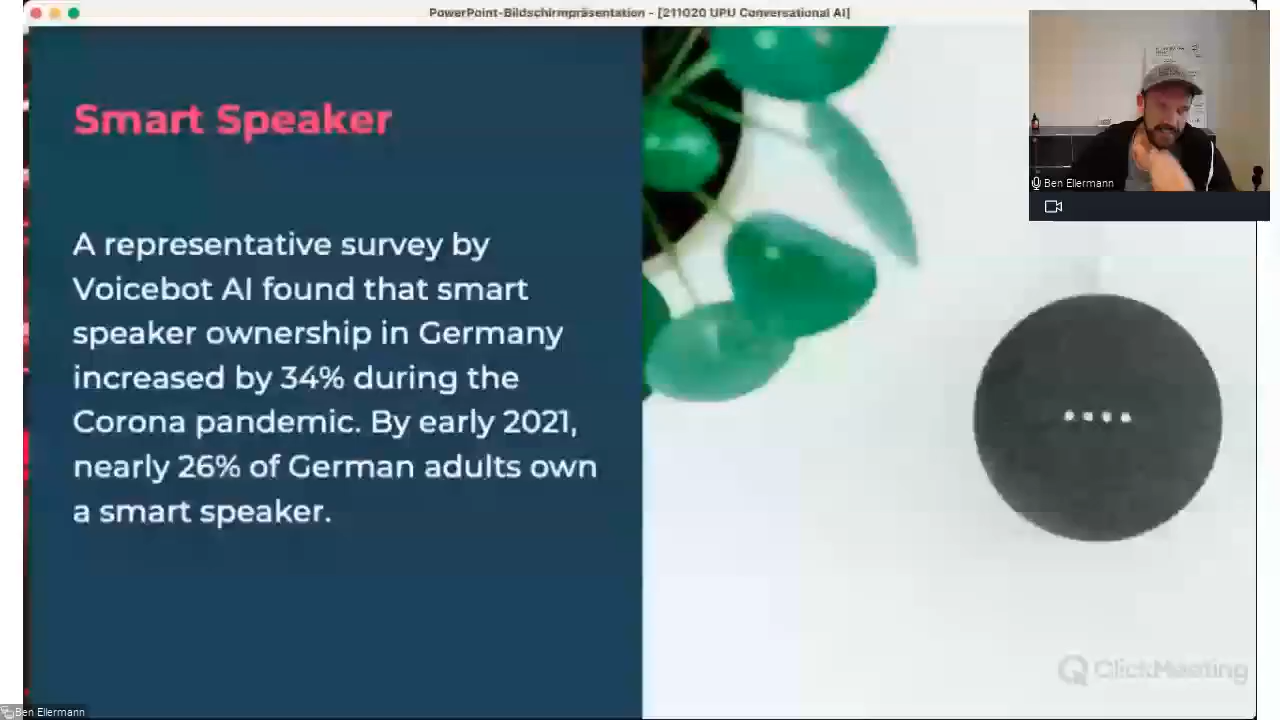 PowerPoint-Bildschirmpräsentation - [211020 UPU Conversational AI]
Smart Speaker
A representative survey by
Voicebot AI found that smart
speaker ownership in Germany
increased by 34% during the
Corona pandemic. By early 2021,
nearly 26% of German adults own
a smart speaker.
Ben Ellermann
ClickMeeting
Ben Ellermann